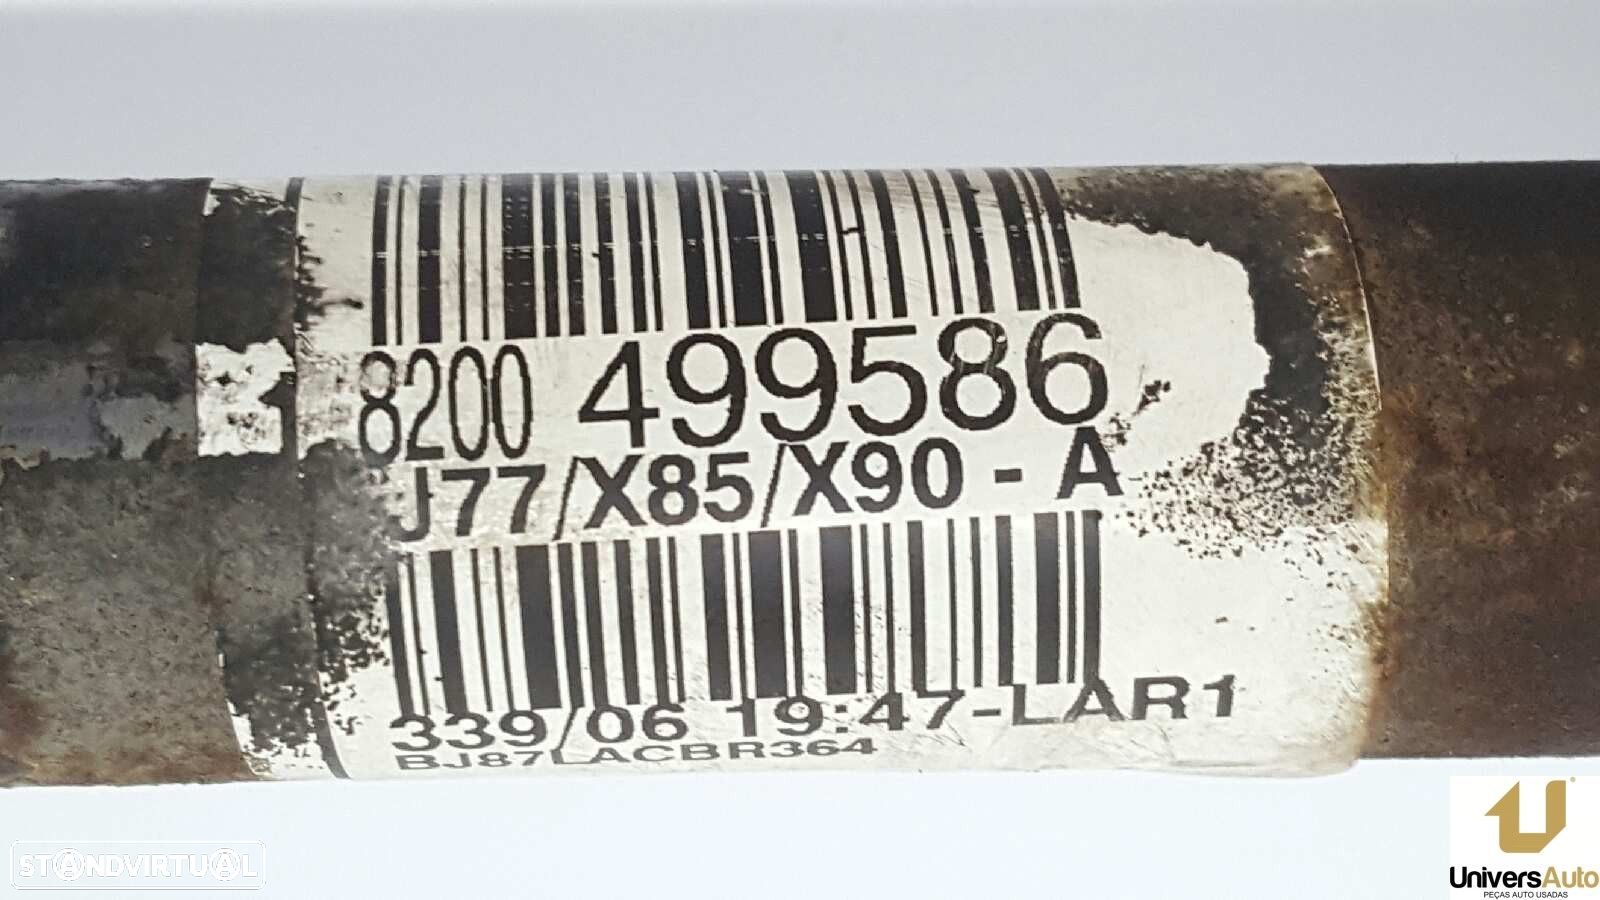 8200 499586
J77/X85/X90 - A
339/06 19:47-LAR1
BJ87LACBR364
STANDVIRTUAL
UniversAuto
PEÇAS AUTO USADAS